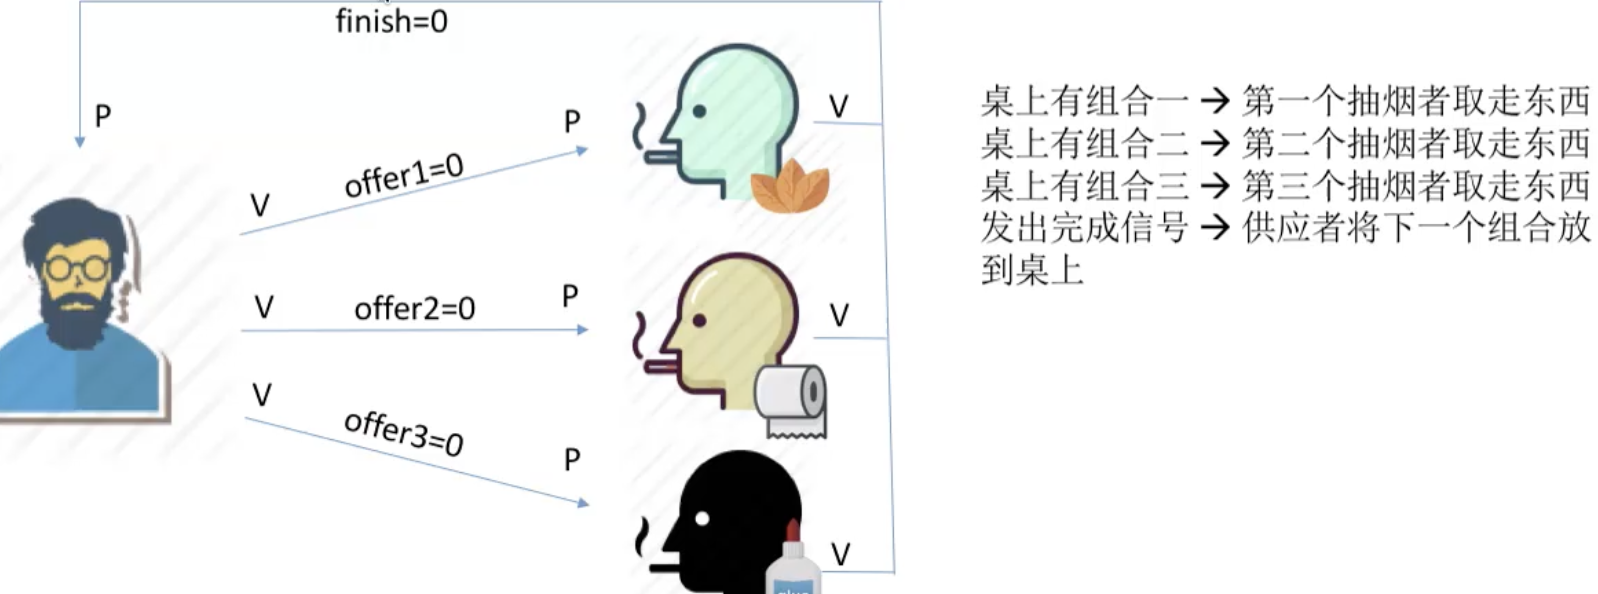 finish=0
P
V
offer1=0
P
V
V
offer2=0
P
V
V
offer3=0
P
V
桌上有组合一 → 第一个抽烟者取走东西
桌上有组合二 → 第二个抽烟者取走东西
桌上有组合三 → 第三个抽烟者取走东西
发出完成信号 → 供应者将下一个组合放
到桌上